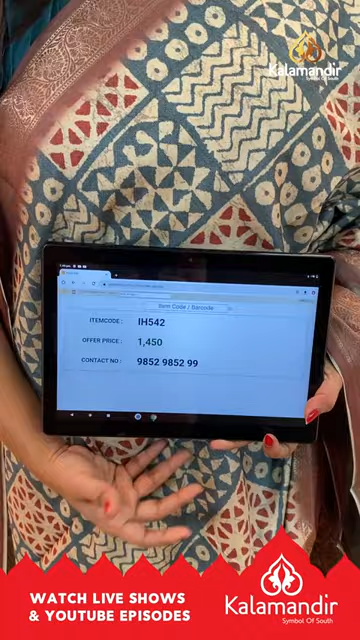 Kalamandir
Symbol Of South
Item Code / Barcode
ITEMCODE : IH542
OFFER PRICE : 1,450
CONTACT NO : 9852 9852 99
WATCH LIVE SHOWS
& YOUTUBE EPISODES
Kalamandir
Symbol Of South